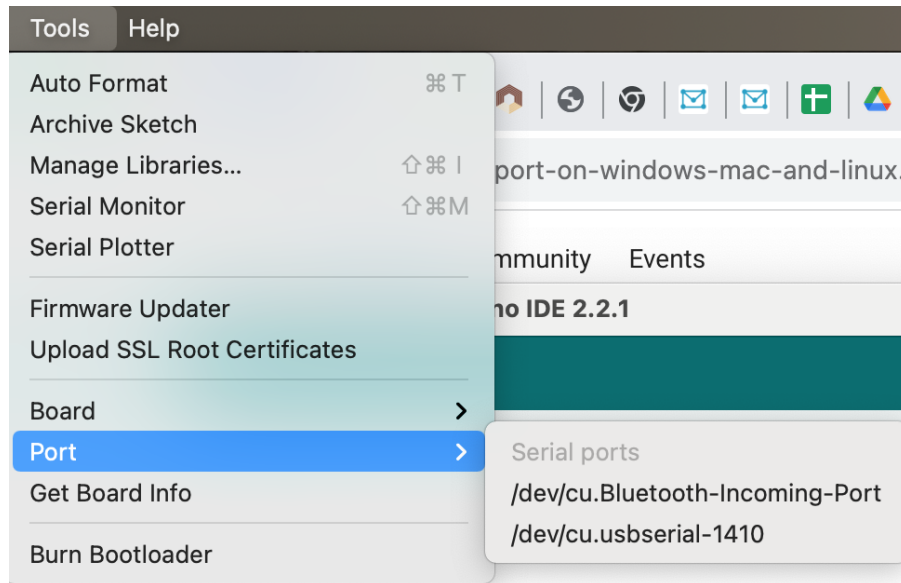 Tools Help
Auto Format ⌘ T
Archive Sketch
Manage Libraries... ⇧ ⌘ I
Serial Monitor ⇧ ⌘ M
Serial Plotter
Firmware Updater
Upload SSL Root Certificates
Board
Port
Get Board Info
Burn Bootloader
port-on-windows-mac-and-linux.
mmunity Events
no IDE 2.2.1
Serial ports
/dev/cu.Bluetooth-Incoming-Port
/dev/cu.usbserial-1410